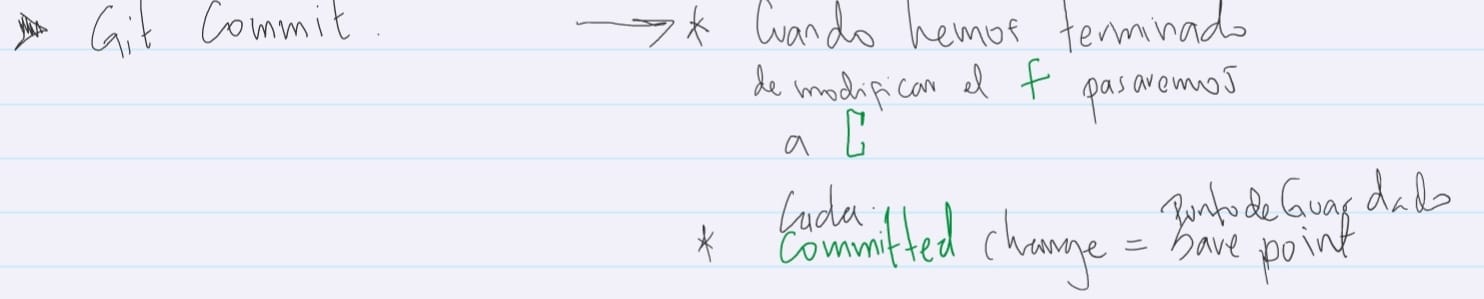 Git Commit. → * Cuando hemos terminado
de modificar el f pasaremos
a C
Cada Punto de Guardado
* Committed change = Save point